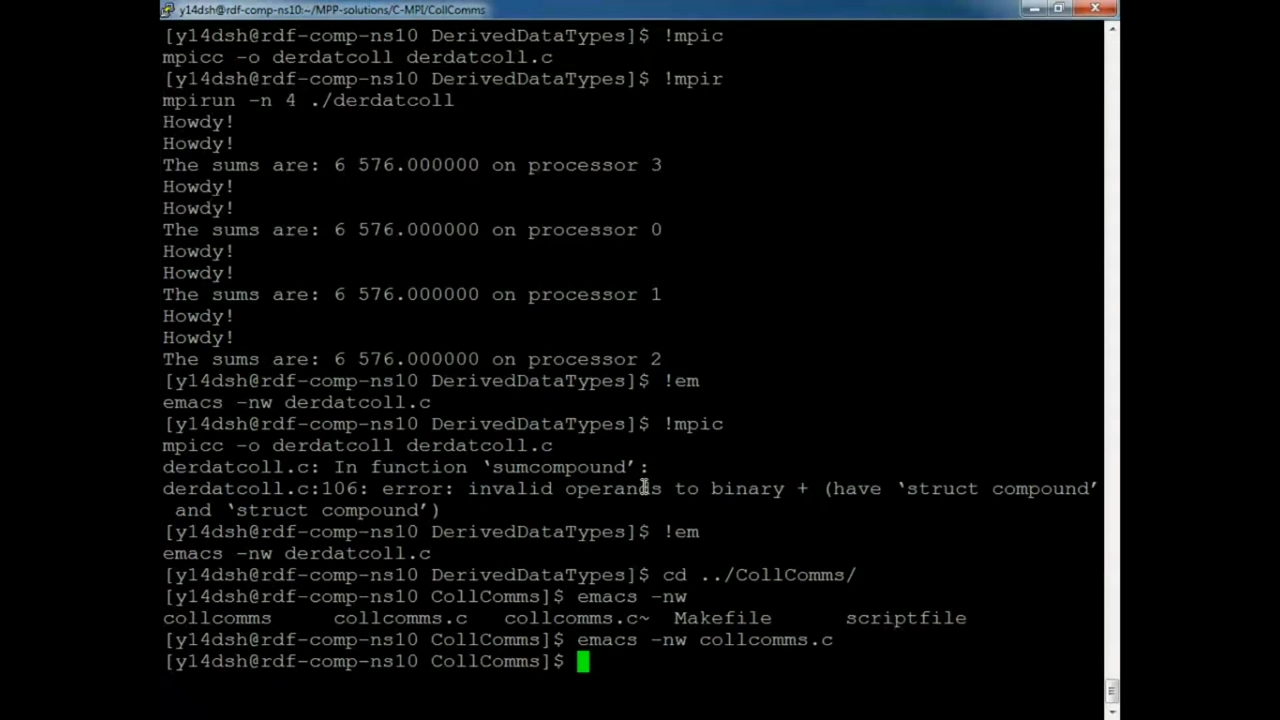 y14dsh@rdf-comp-ns10:~/MPP-solutions/C-MPI/CollComms
[y14dsh@rdf-comp-ns10 DerivedDataTypes]$ !mpic
mpicc -o derdatcoll derdatcoll.c
[y14dsh@rdf-comp-ns10 DerivedDataTypes]$ !mpir
mpirun -n 4 ./derdatcoll
Howdy!
Howdy!
The sums are: 6 576.000000 on processor 3
Howdy!
Howdy!
The sums are: 6 576.000000 on processor 0
Howdy!
Howdy!
The sums are: 6 576.000000 on processor 1
Howdy!
Howdy!
The sums are: 6 576.000000 on processor 2
[y14dsh@rdf-comp-ns10 DerivedDataTypes]$ !em
emacs -nw derdatcoll.c
[y14dsh@rdf-comp-ns10 DerivedDataTypes]$ !mpic
mpicc -o derdatcoll derdatcoll.c
derdatcoll.c: In function ‘sumcompound’:
derdatcoll.c:106: error: invalid operands to binary + (have ‘struct compound’
 and ‘struct compound’)
[y14dsh@rdf-comp-ns10 DerivedDataTypes]$ !em
emacs -nw derdatcoll.c
[y14dsh@rdf-comp-ns10 DerivedDataTypes]$ cd ../CollComms/
[y14dsh@rdf-comp-ns10 CollComms]$ emacs -nw
collcomms     collcomms.c   collcomms.c~  Makefile      scriptfile
[y14dsh@rdf-comp-ns10 CollComms]$ emacs -nw collcomms.c
[y14dsh@rdf-comp-ns10 CollComms]$